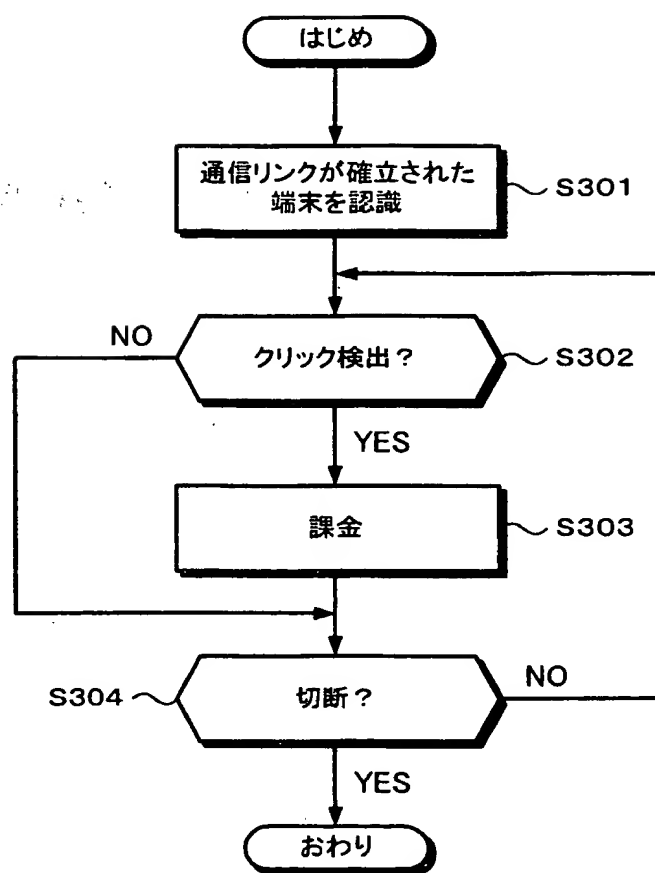 はじめ
通信リンクが確立された
端末を認識
S301
クリック検出?
S302
NO
YES
課金
S303
切断?
S304
NO
YES
おわり